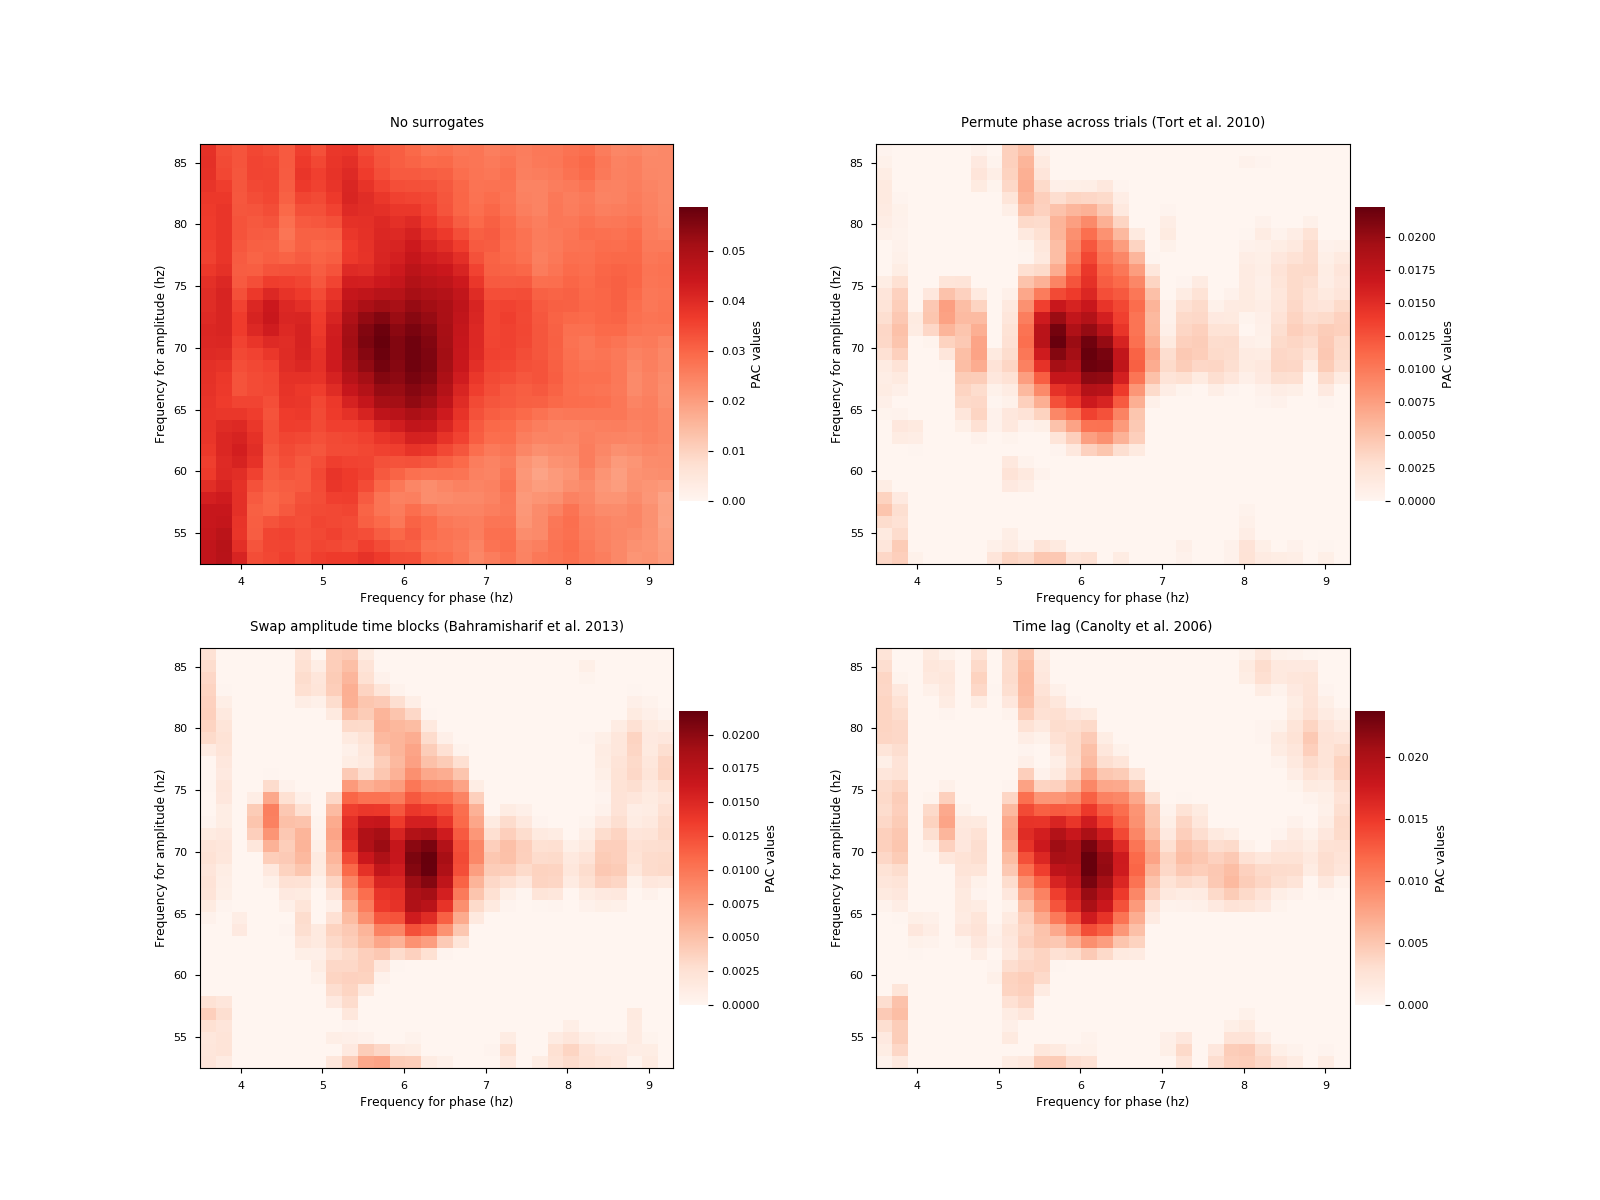 No surrogates
85
80
75
70
65
60
55
Frequency for amplitude (hz)
4 5 6 7 8 9
Frequency for phase (hz)
0.05
0.04
0.03
0.02
0.01
0.00
PAC values
Permute phase across trials (Tort et al. 2010)
85
80
75
70
65
60
55
Frequency for amplitude (hz)
4 5 6 7 8 9
Frequency for phase (hz)
0.0200
0.0175
0.0150
0.0125
0.0100
0.0075
0.0050
0.0025
0.0000
PAC values
Swap amplitude time blocks (Bahramisharif et al. 2013)
85
80
75
70
65
60
55
Frequency for amplitude (hz)
4 5 6 7 8 9
Frequency for phase (hz)
0.0200
0.0175
0.0150
0.0125
0.0100
0.0075
0.0050
0.0025
0.0000
PAC values
Time lag (Canolty et al. 2006)
85
80
75
70
65
60
55
Frequency for amplitude (hz)
4 5 6 7 8 9
Frequency for phase (hz)
0.020
0.015
0.010
0.005
0.000
PAC values